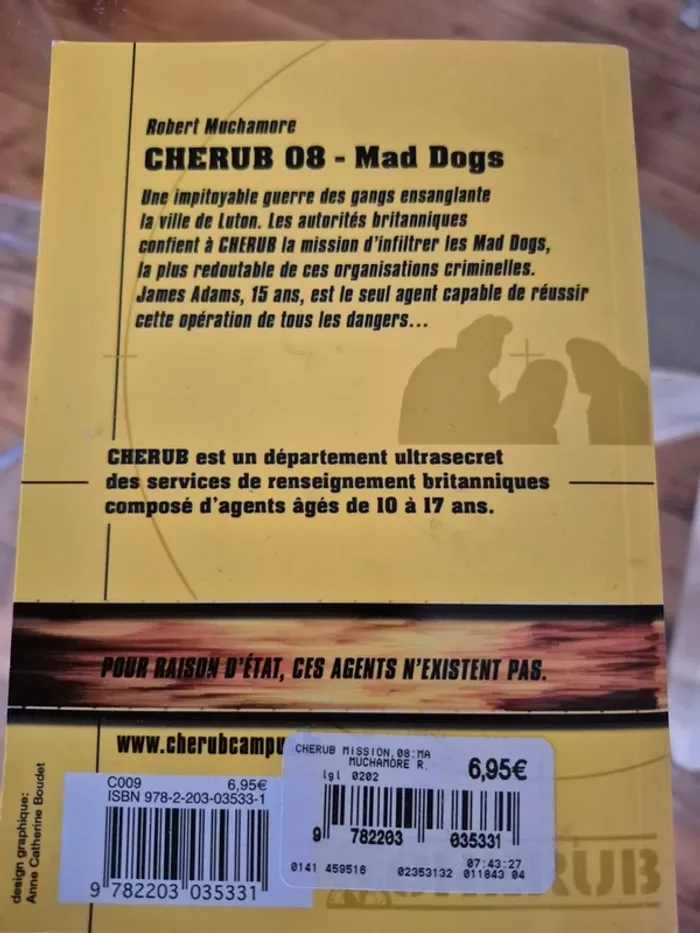 Robert Muchamore
CHERUB 08 - Mad Dogs
Une impitoyable guerre des gangs ensanglante
la ville de Luton. Les autorités britanniques
confient à CHERUB la mission d'infiltrer les Mad Dogs,
la plus redoutable de ces organisations criminelles.
James Adams, 15 ans, est le seul agent capable de réussir
cette opération de tous les dangers...
CHERUB est un département ultrasecret
des services de renseignement britanniques
composé d'agents âgés de 10 à 17 ans.
POUR RAISON D'ÉTAT, CES AGENTS N'EXISTENT PAS.
www.cherubcampu
CHERUB MISSION,08:MA
MUCHAMORE R.
6,95€
lgl 0202
9 782203 035331
07:43:27
0141 459516 02353132 011843 04
C009 6,95€
ISBN 978-2-203-03533-1
9 782203 035331
design graphique:
Anne Catherine Boudet